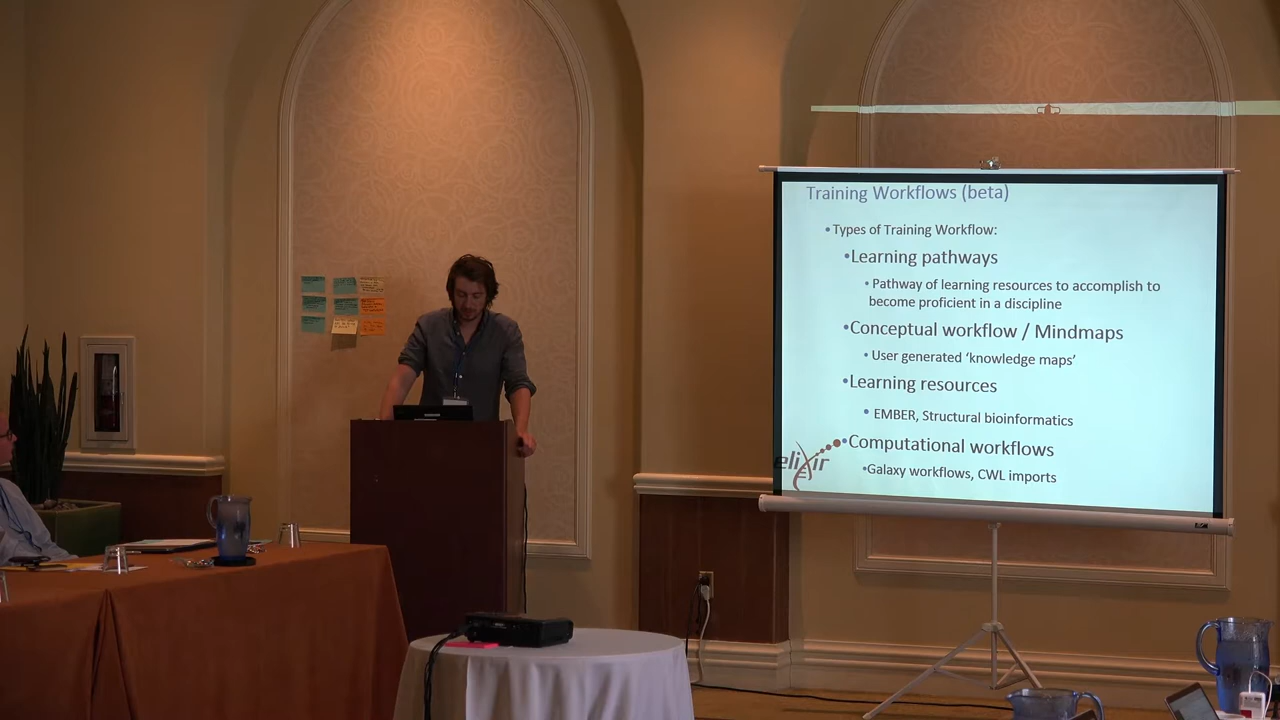 Training Workflows (beta)
•Types of Training Workflow:
•Learning pathways
• Pathway of learning resources to accomplish to
become proficient in a discipline
•Conceptual workflow / Mindmaps
• User generated ‘knowledge maps’
•Learning resources
• EMBER, Structural bioinformatics
•Computational workflows
•Galaxy workflows, CWL imports
elixir